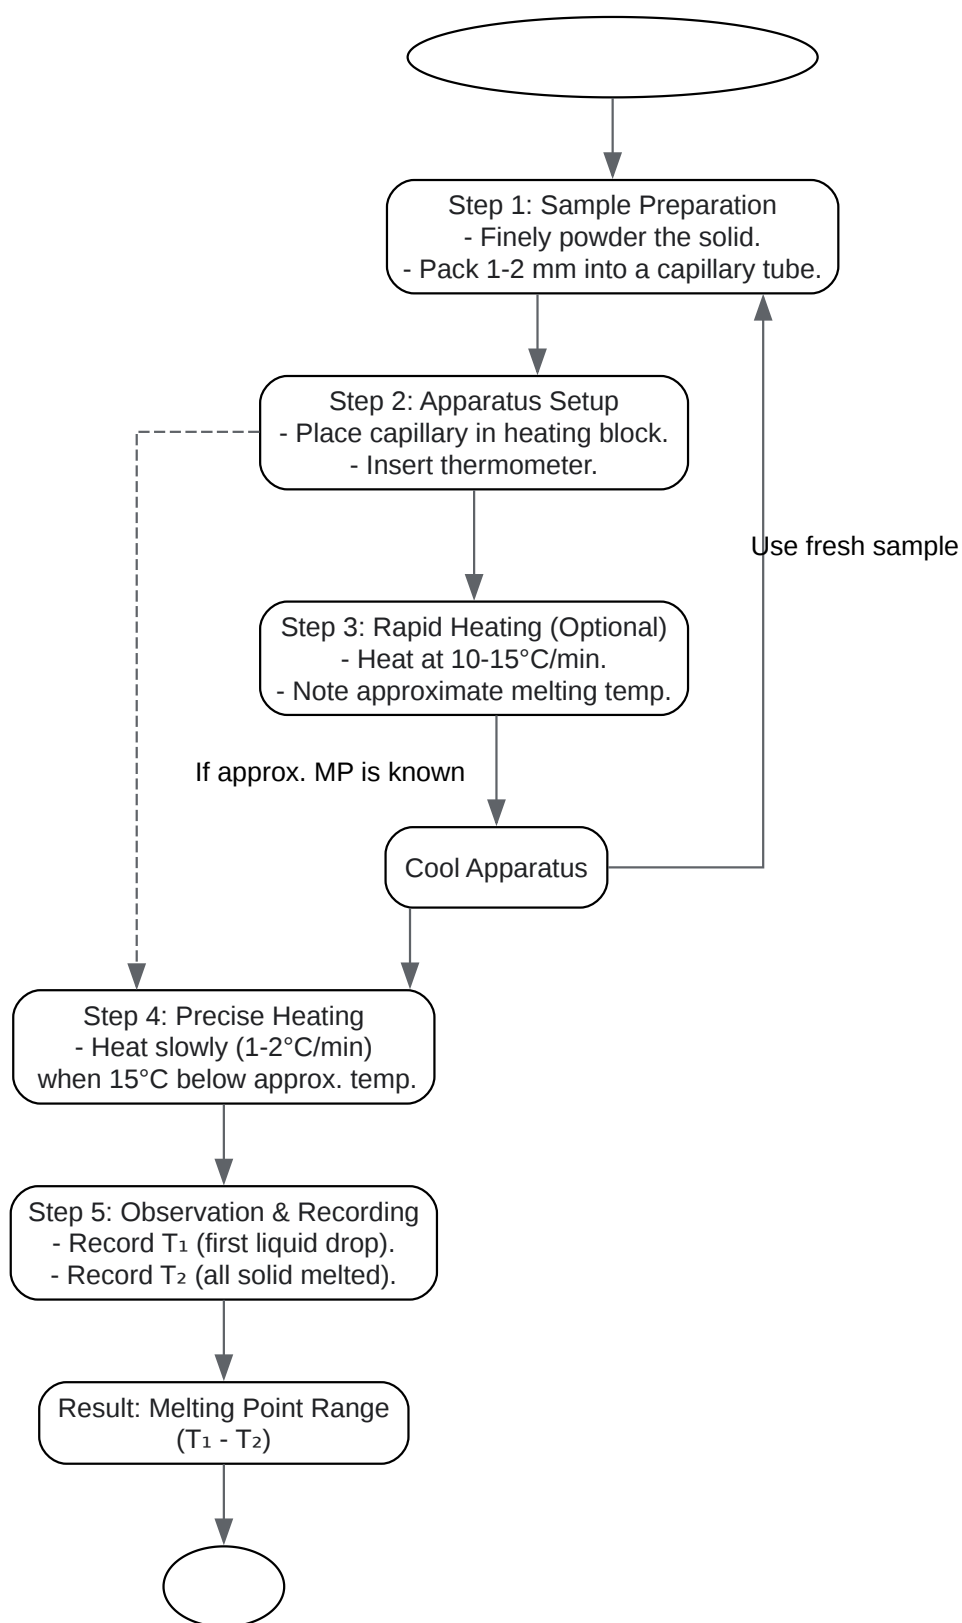 Step 1: Sample Preparation
- Finely powder the solid.
- Pack 1-2 mm into a capillary tube.
Step 2: Apparatus Setup
- Place capillary in heating block.
- Insert thermometer.
Use fresh sample
Step 3: Rapid Heating (Optional)
- Heat at 10-15°C/min.
- Note approximate melting temp.
If approx. MP is known
Cool Apparatus
Step 4: Precise Heating
- Heat slowly (1-2°C/min)
when 15°C below approx. temp.
Step 5: Observation & Recording
- Record T₁ (first liquid drop).
- Record T₂ (all solid melted).
Result: Melting Point Range
(T₁ - T₂)